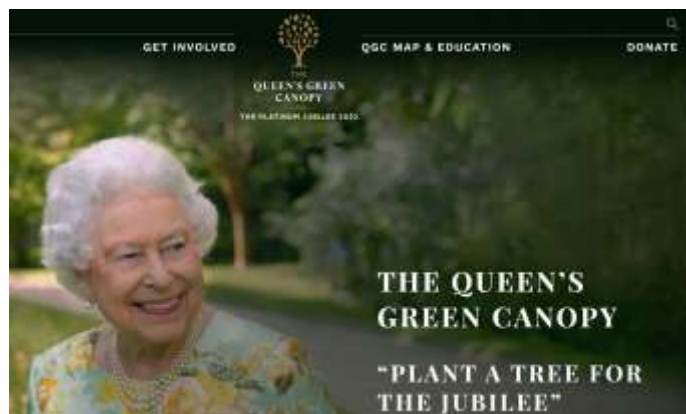 GET INVOLVED
THE
QUEEN'S GREEN
CANOPY
THE PLATINUM JUBILEE 2022
QGC MAP & EDUCATION
DONATE
THE QUEEN'S
GREEN CANOPY
“PLANT A TREE FOR
THE JUBILEE”